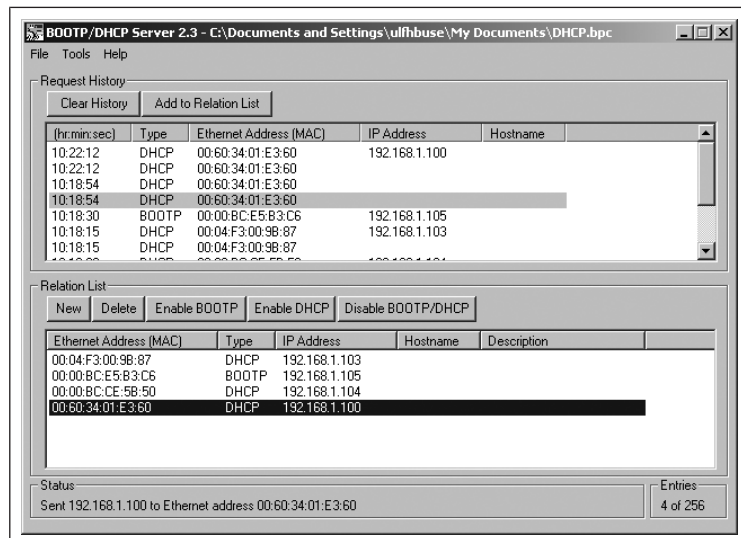 BOOTP/DHCP Server 2.3 - C:\Documents and Settings\ulfhbuse\My Documents\DHCP.bpc
File Tools Help
Request History
Clear History Add to Relation List
(hr:min:sec) Type Ethernet Address (MAC) IP Address Hostname
10:22:12 DHCP 00:60:34:01:E3:60 192.168.1.100
10:22:12 DHCP 00:60:34:01:E3:60
10:18:54 DHCP 00:60:34:01:E3:60
10:18:54 DHCP 00:60:34:01:E3:60
10:18:30 BOOTP 00:00:BC:E5:B3:C6 192.168.1.105
10:18:15 DHCP 00:04:F3:00:9B:87 192.168.1.103
10:18:15 DHCP 00:04:F3:00:9B:87
Relation List
New Delete Enable BOOTP Enable DHCP Disable BOOTP/DHCP
Ethernet Address (MAC) Type IP Address Hostname Description
00:04:F3:00:9B:87 DHCP 192.168.1.103
00:00:BC:E5:B3:C6 BOOTP 192.168.1.105
00:00:BC:CE:5B:50 DHCP 192.168.1.104
00:60:34:01:E3:60 DHCP 192.168.1.100
Status
Sent 192.168.1.100 to Ethernet address 00:60:34:01:E3:60
Entries
4 of 256